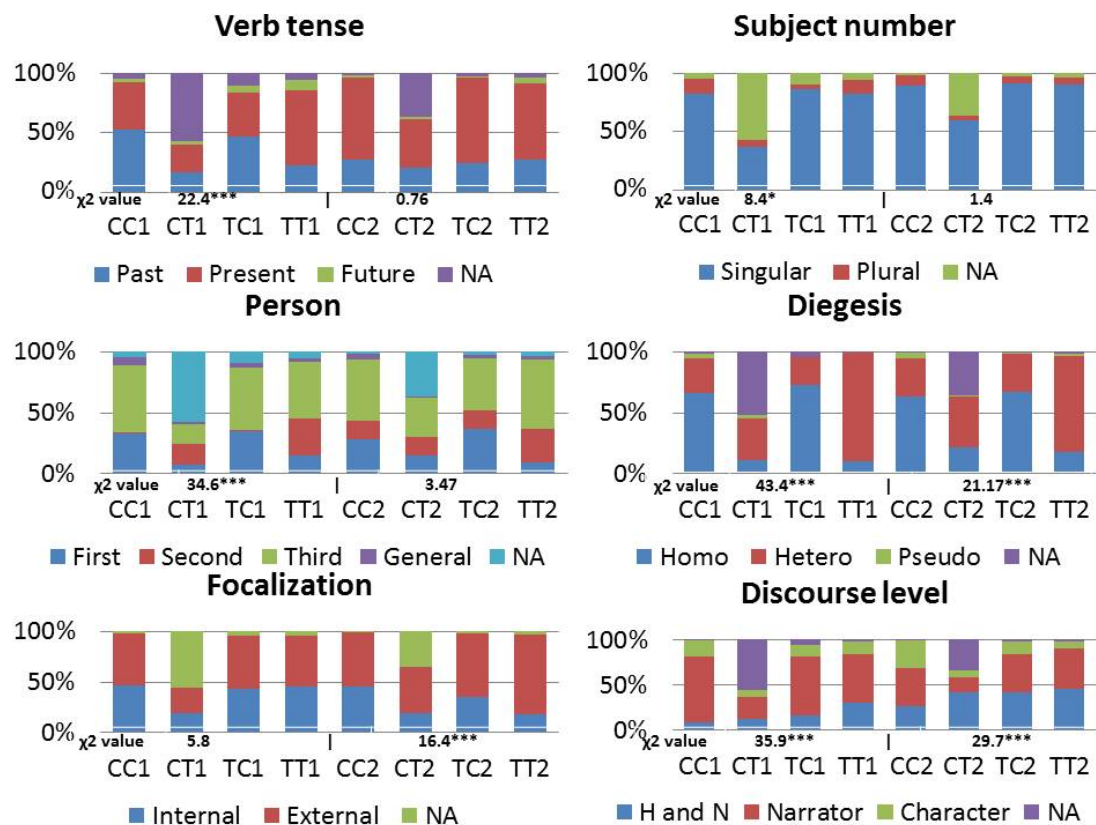 Verb tense
100%
50%
0%
χ2 value 22.4*** | 0.76
CC1 CT1 TC1 TT1 CC2 CT2 TC2 TT2
Past Present Future NA
Subject number
100%
50%
0%
χ2 value 8.4* | 1.4
CC1 CT1 TC1 TT1 CC2 CT2 TC2 TT2
Singular Plural NA
Person
100%
50%
0%
χ2 value 34.6*** | 3.47
CC1 CT1 TC1 TT1 CC2 CT2 TC2 TT2
First Second Third General NA
Diegesis
100%
50%
0%
χ2 value 43.4*** | 21.17***
CC1 CT1 TC1 TT1 CC2 CT2 TC2 TT2
Homo Hetero Pseudo NA
Focalization
100%
50%
0%
χ2 value 5.8 | 16.4***
CC1 CT1 TC1 TT1 CC2 CT2 TC2 TT2
Internal External NA
Discourse level
100%
50%
0%
χ2 value 35.9*** | 29.7***
CC1 CT1 TC1 TT1 CC2 CT2 TC2 TT2
H and N Narrator Character NA